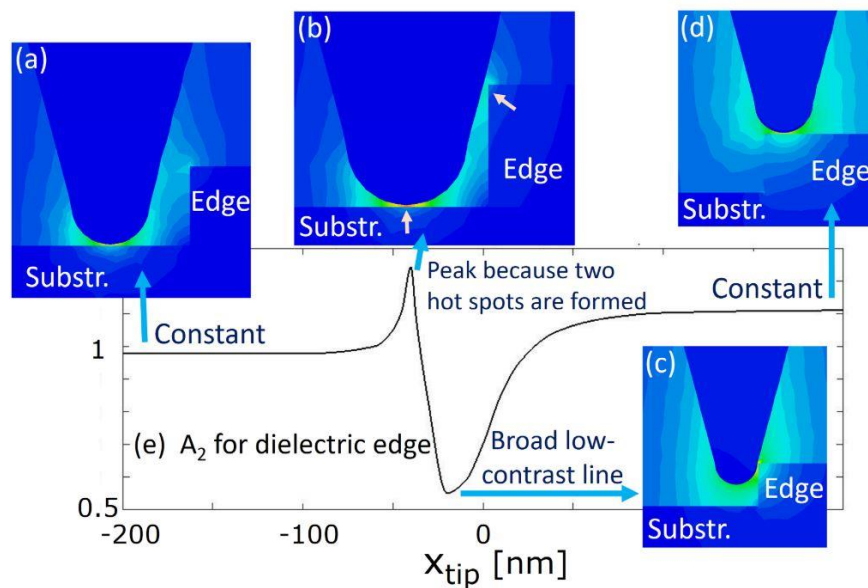 (a)
Edge
Substr.
(b)
Edge
Substr.
(d)
Edge
Substr.
Peak because two
hot spots are formed
Constant
Constant
(c)
Edge
Substr.
(e) A₂ for dielectric edge
Broad low-
contrast line
1
0.5
-200
-100
0
x_tip [nm]